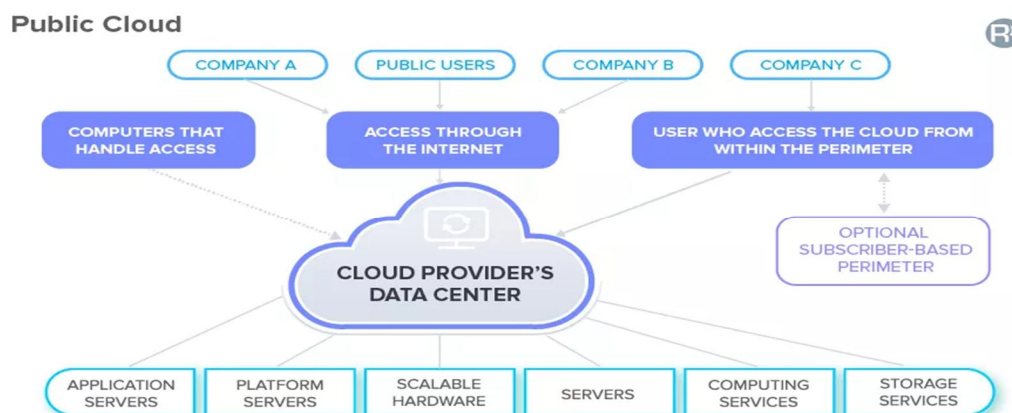 Public Cloud
R
COMPANY A
PUBLIC USERS
COMPANY B
COMPANY C
COMPUTERS THAT
HANDLE ACCESS
ACCESS THROUGH
THE INTERNET
USER WHO ACCESS THE CLOUD FROM
WITHIN THE PERIMETER
OPTIONAL
SUBSCRIBER-BASED
PERIMETER
CLOUD PROVIDER'S
DATA CENTER
APPLICATION
SERVERS
PLATFORM
SERVERS
SCALABLE
HARDWARE
SERVERS
COMPUTING
SERVICES
STORAGE
SERVICES